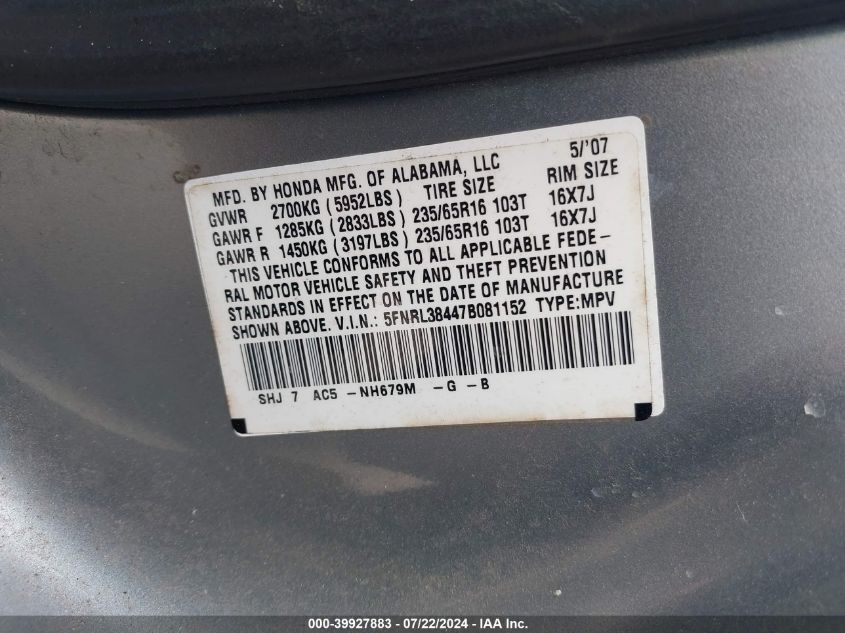 MFD. BY HONDA MFG. OF ALABAMA, LLC 5/'07
GVWR 2700KG (5952LBS) TIRE SIZE RIM SIZE
GAWR F 1285KG (2833LBS) 235/65R16 103T 16X7J
GAWR R 1450KG (3197LBS) 235/65R16 103T 16X7J
THIS VEHICLE CONFORMS TO ALL APPLICABLE FEDE-
RAL MOTOR VEHICLE SAFETY AND THEFT PREVENTION
STANDARDS IN EFFECT ON THE DATE OF MANUFACTURE
SHOWN ABOVE. V.I.N.: 5FNRL38447B081152 TYPE:MPV
SHJ 7 AC5 -NH679M -G -B
000-39927883 - 07/22/2024 - IAA Inc.